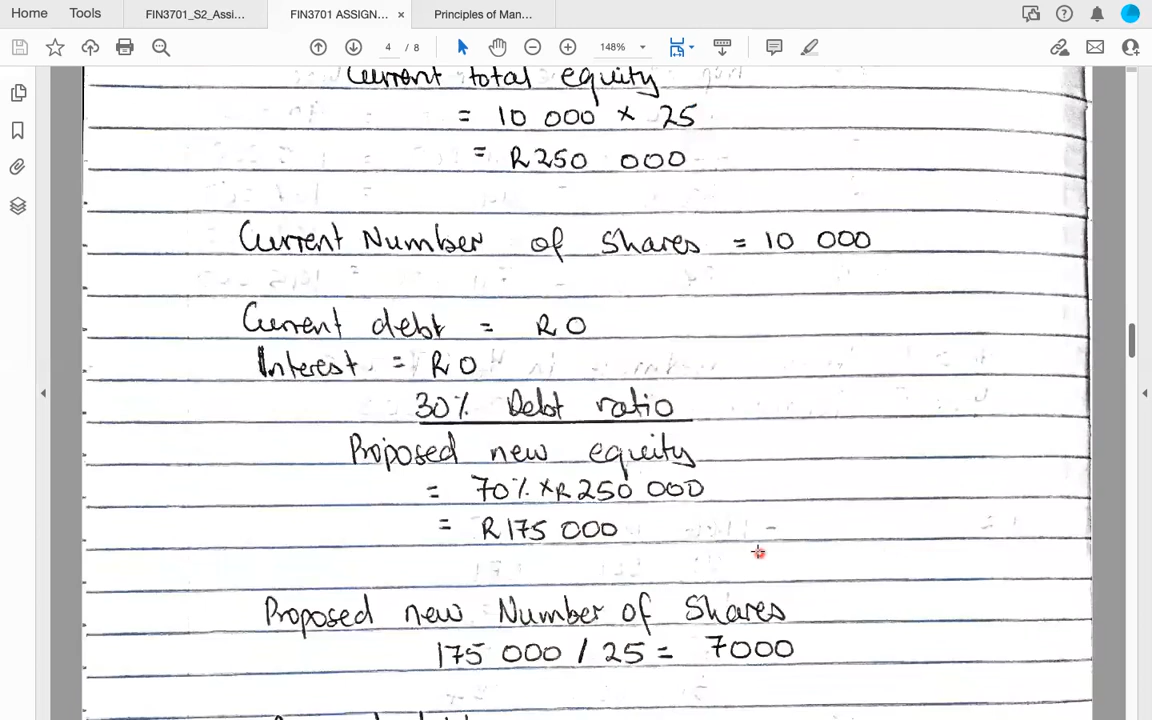 Home Tools FIN3701_S2_Assi... FIN3701 ASSIGN... × Principles of Man...
4 / 8 148%
Current total equity
= 10 000 × 25
= R250 000
Current Number of Shares = 10 000
Current debt = R0
Interest = R0
30% Debt ratio
Proposed new equity
= 70% × R250 000
= R175 000
Proposed new Number of Shares
175 000 / 25 = 7000